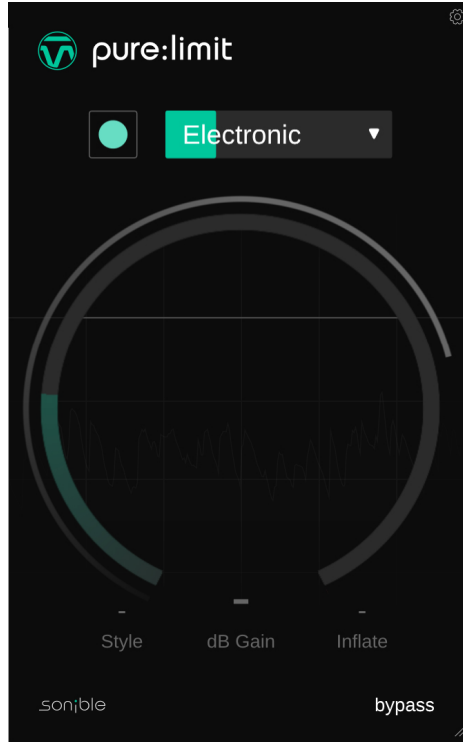 pure:limit
Electronic
- - -
Style dB Gain Inflate
sonible bypass